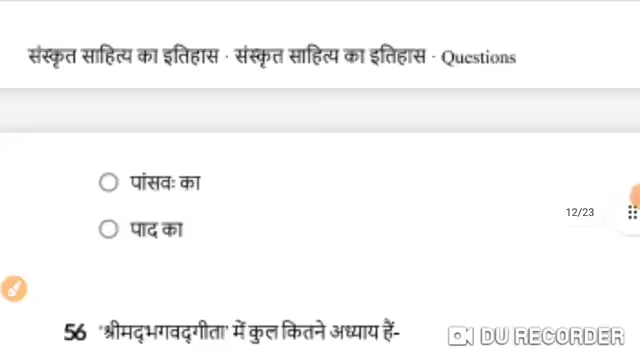 संस्कृत साहित्य का इतिहास · संस्कृत साहित्य का इतिहास · Questions
पांसवः का
12/23
पाद का
56 'श्रीमद्भगवद्गीता' में कुल कितने अध्याय हैं-
DU RECORDER